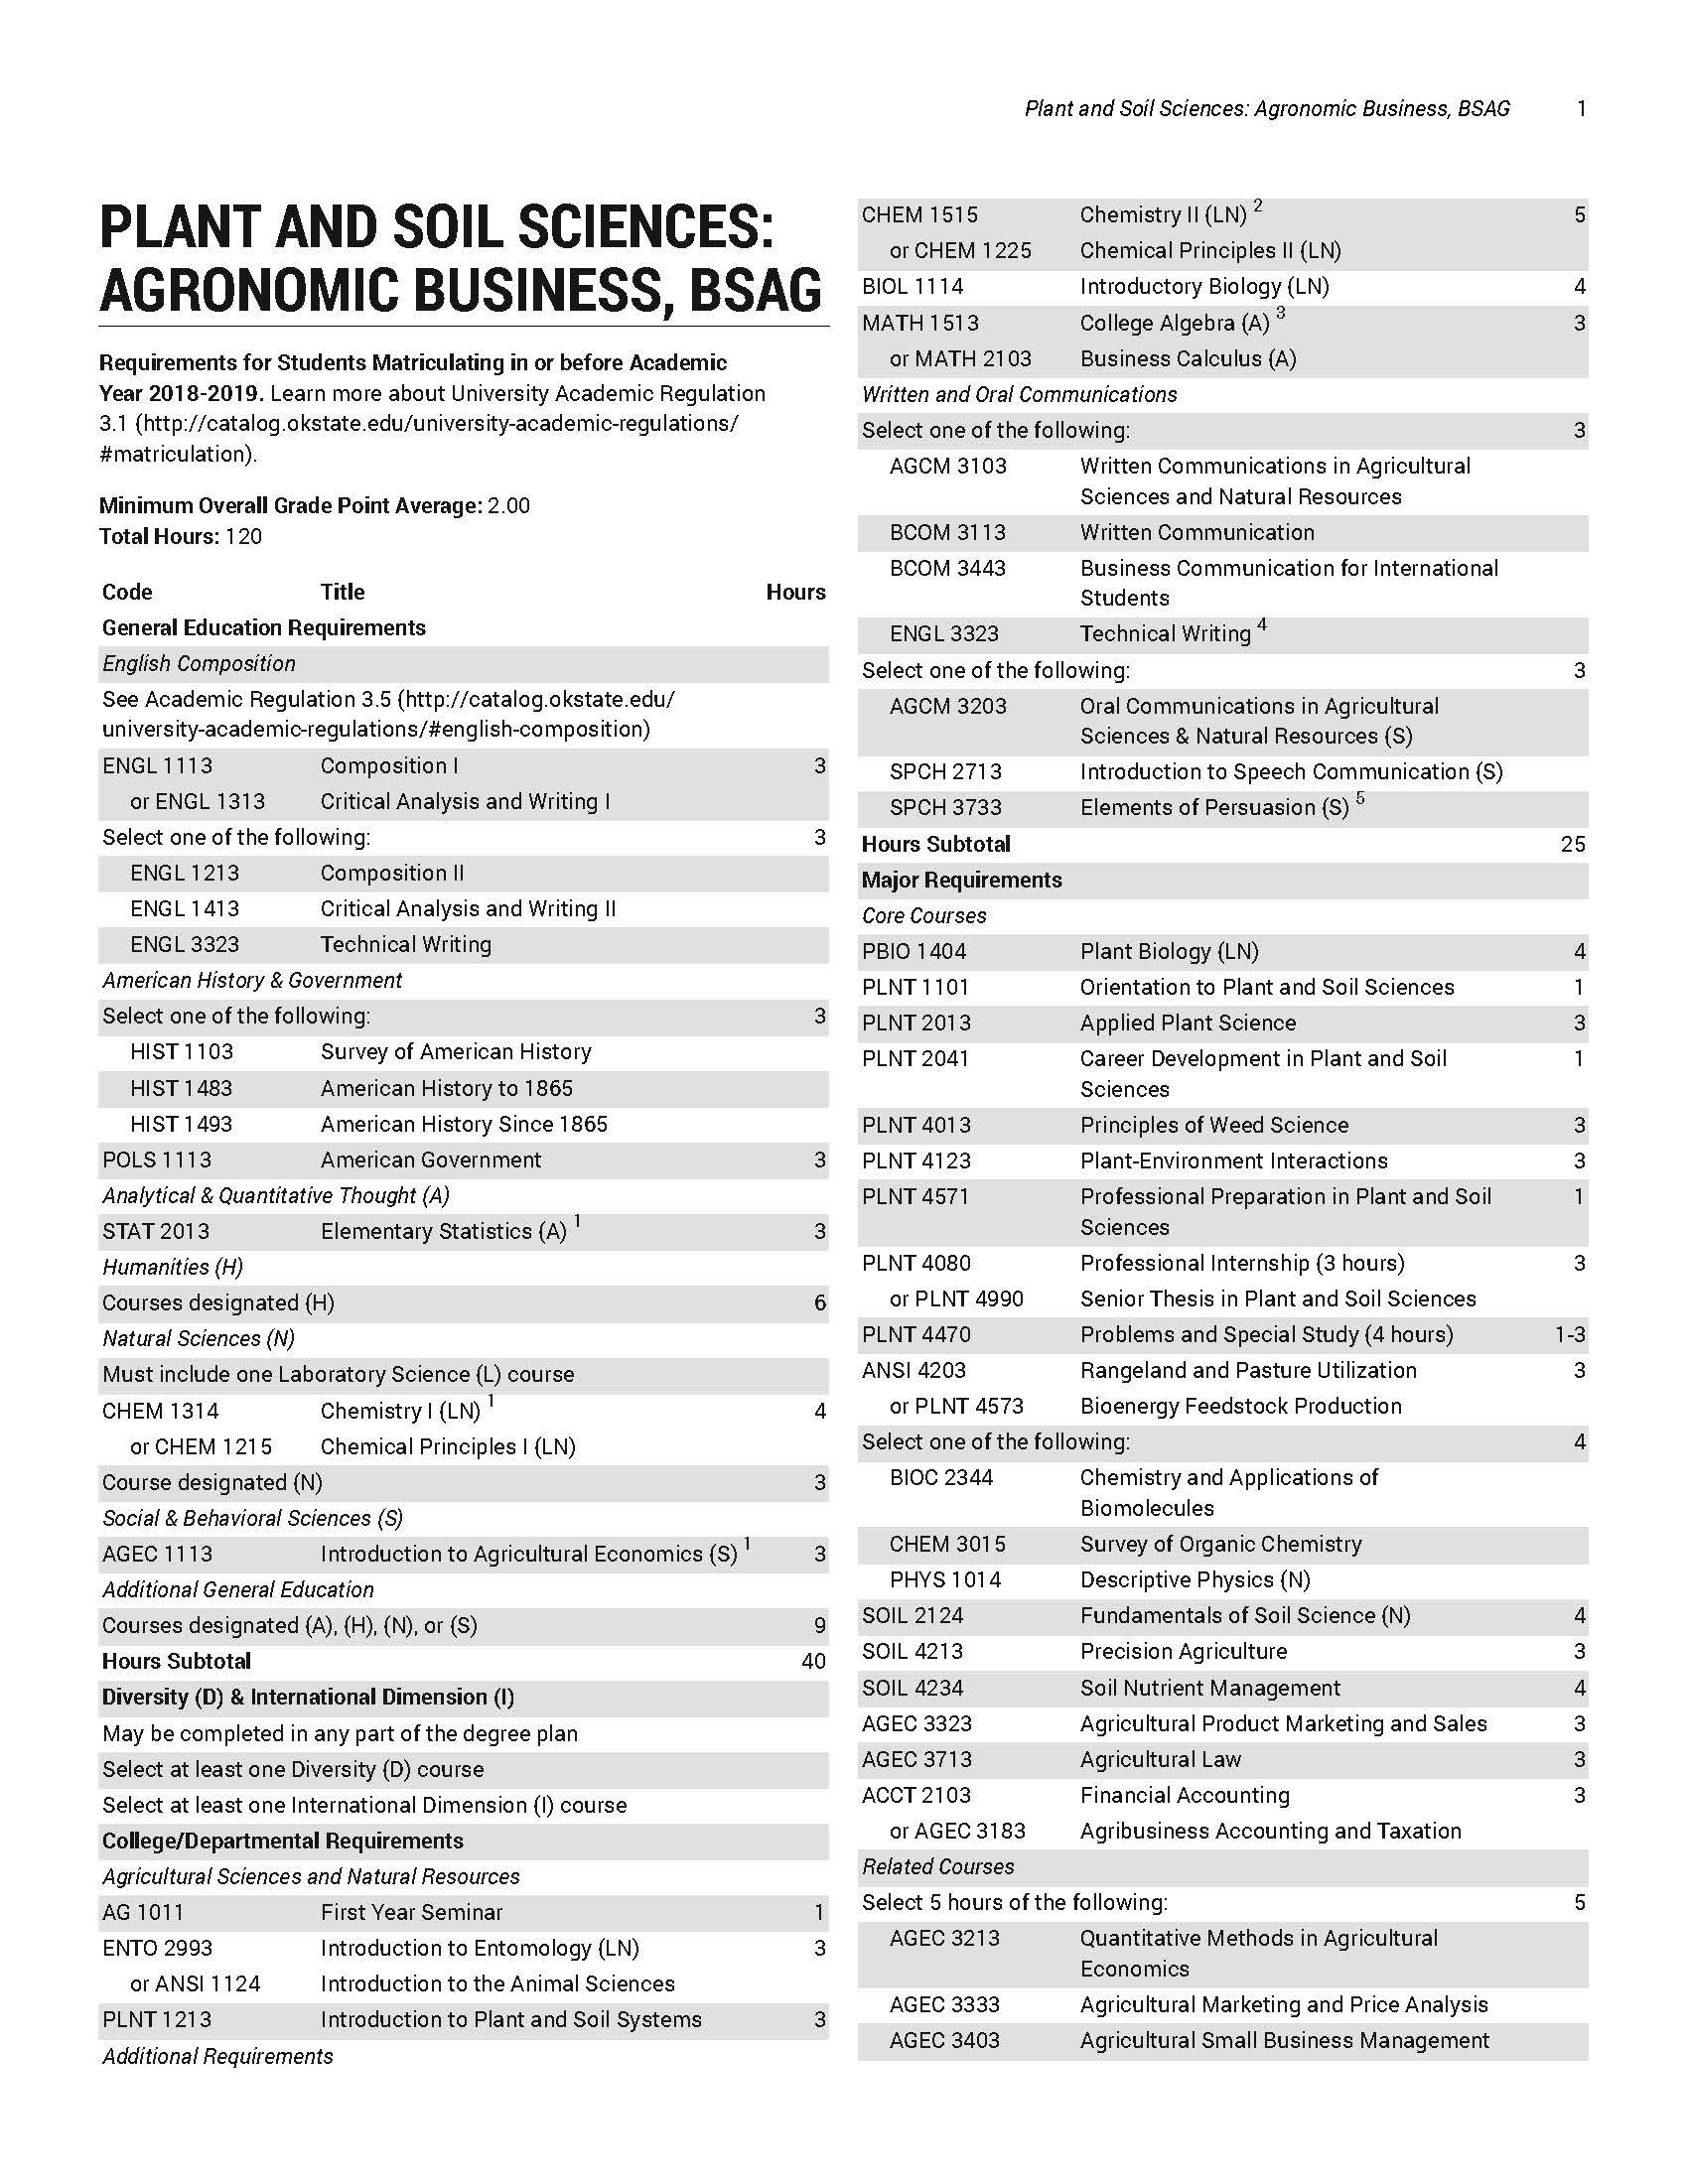 Plant and Soil Sciences: Agronomic Business, BSAG 1
PLANT AND SOIL SCIENCES:
AGRONOMIC BUSINESS, BSAG
Requirements for Students Matriculating in or before Academic
Year 2018-2019. Learn more about University Academic Regulation
3.1 (http://catalog.okstate.edu/university-academic-regulations/
#matriculation).
Minimum Overall Grade Point Average: 2.00
Total Hours: 120
Code Title Hours
General Education Requirements
English Composition
See Academic Regulation 3.5 (http://catalog.okstate.edu/
university-academic-regulations/#english-composition)
ENGL 1113 Composition I 3
or ENGL 1313 Critical Analysis and Writing I
Select one of the following: 3
ENGL 1213 Composition II
ENGL 1413 Critical Analysis and Writing II
ENGL 3323 Technical Writing
American History & Government
Select one of the following: 3
HIST 1103 Survey of American History
HIST 1483 American History to 1865
HIST 1493 American History Since 1865
POLS 1113 American Government 3
Analytical & Quantitative Thought (A)
STAT 2013 Elementary Statistics (A) 1 3
Humanities (H)
Courses designated (H) 6
Natural Sciences (N)
Must include one Laboratory Science (L) course
CHEM 1314 Chemistry I (LN) 1 4
or CHEM 1215 Chemical Principles I (LN)
Course designated (N) 3
Social & Behavioral Sciences (S)
AGEC 1113 Introduction to Agricultural Economics (S) 1 3
Additional General Education
Courses designated (A), (H), (N), or (S) 9
Hours Subtotal 40
Diversity (D) & International Dimension (I)
May be completed in any part of the degree plan
Select at least one Diversity (D) course
Select at least one International Dimension (I) course
College/Departmental Requirements
Agricultural Sciences and Natural Resources
AG 1011 First Year Seminar 1
ENTO 2993 Introduction to Entomology (LN) 3
or ANSI 1124 Introduction to the Animal Sciences
PLNT 1213 Introduction to Plant and Soil Systems 3
Additional Requirements
CHEM 1515 Chemistry II (LN) 2 5
or CHEM 1225 Chemical Principles II (LN)
BIOL 1114 Introductory Biology (LN) 4
MATH 1513 College Algebra (A) 3 3
or MATH 2103 Business Calculus (A)
Written and Oral Communications
Select one of the following: 3
AGCM 3103 Written Communications in Agricultural
Sciences and Natural Resources
BCOM 3113 Written Communication
BCOM 3443 Business Communication for International
Students
ENGL 3323 Technical Writing 4
Select one of the following: 3
AGCM 3203 Oral Communications in Agricultural
Sciences & Natural Resources (S)
SPCH 2713 Introduction to Speech Communication (S)
SPCH 3733 Elements of Persuasion (S) 5
Hours Subtotal 25
Major Requirements
Core Courses
PBIO 1404 Plant Biology (LN) 4
PLNT 1101 Orientation to Plant and Soil Sciences 1
PLNT 2013 Applied Plant Science 3
PLNT 2041 Career Development in Plant and Soil 1
Sciences
PLNT 4013 Principles of Weed Science 3
PLNT 4123 Plant-Environment Interactions 3
PLNT 4571 Professional Preparation in Plant and Soil 1
Sciences
PLNT 4080 Professional Internship (3 hours) 3
or PLNT 4990 Senior Thesis in Plant and Soil Sciences
PLNT 4470 Problems and Special Study (4 hours) 1-3
ANSI 4203 Rangeland and Pasture Utilization 3
or PLNT 4573 Bioenergy Feedstock Production
Select one of the following: 4
BIOC 2344 Chemistry and Applications of
Biomolecules
CHEM 3015 Survey of Organic Chemistry
PHYS 1014 Descriptive Physics (N)
SOIL 2124 Fundamentals of Soil Science (N) 4
SOIL 4213 Precision Agriculture 3
SOIL 4234 Soil Nutrient Management 4
AGEC 3323 Agricultural Product Marketing and Sales 3
AGEC 3713 Agricultural Law 3
ACCT 2103 Financial Accounting 3
or AGEC 3183 Agribusiness Accounting and Taxation
Related Courses
Select 5 hours of the following: 5
AGEC 3213 Quantitative Methods in Agricultural
Economics
AGEC 3333 Agricultural Marketing and Price Analysis
AGEC 3403 Agricultural Small Business Management